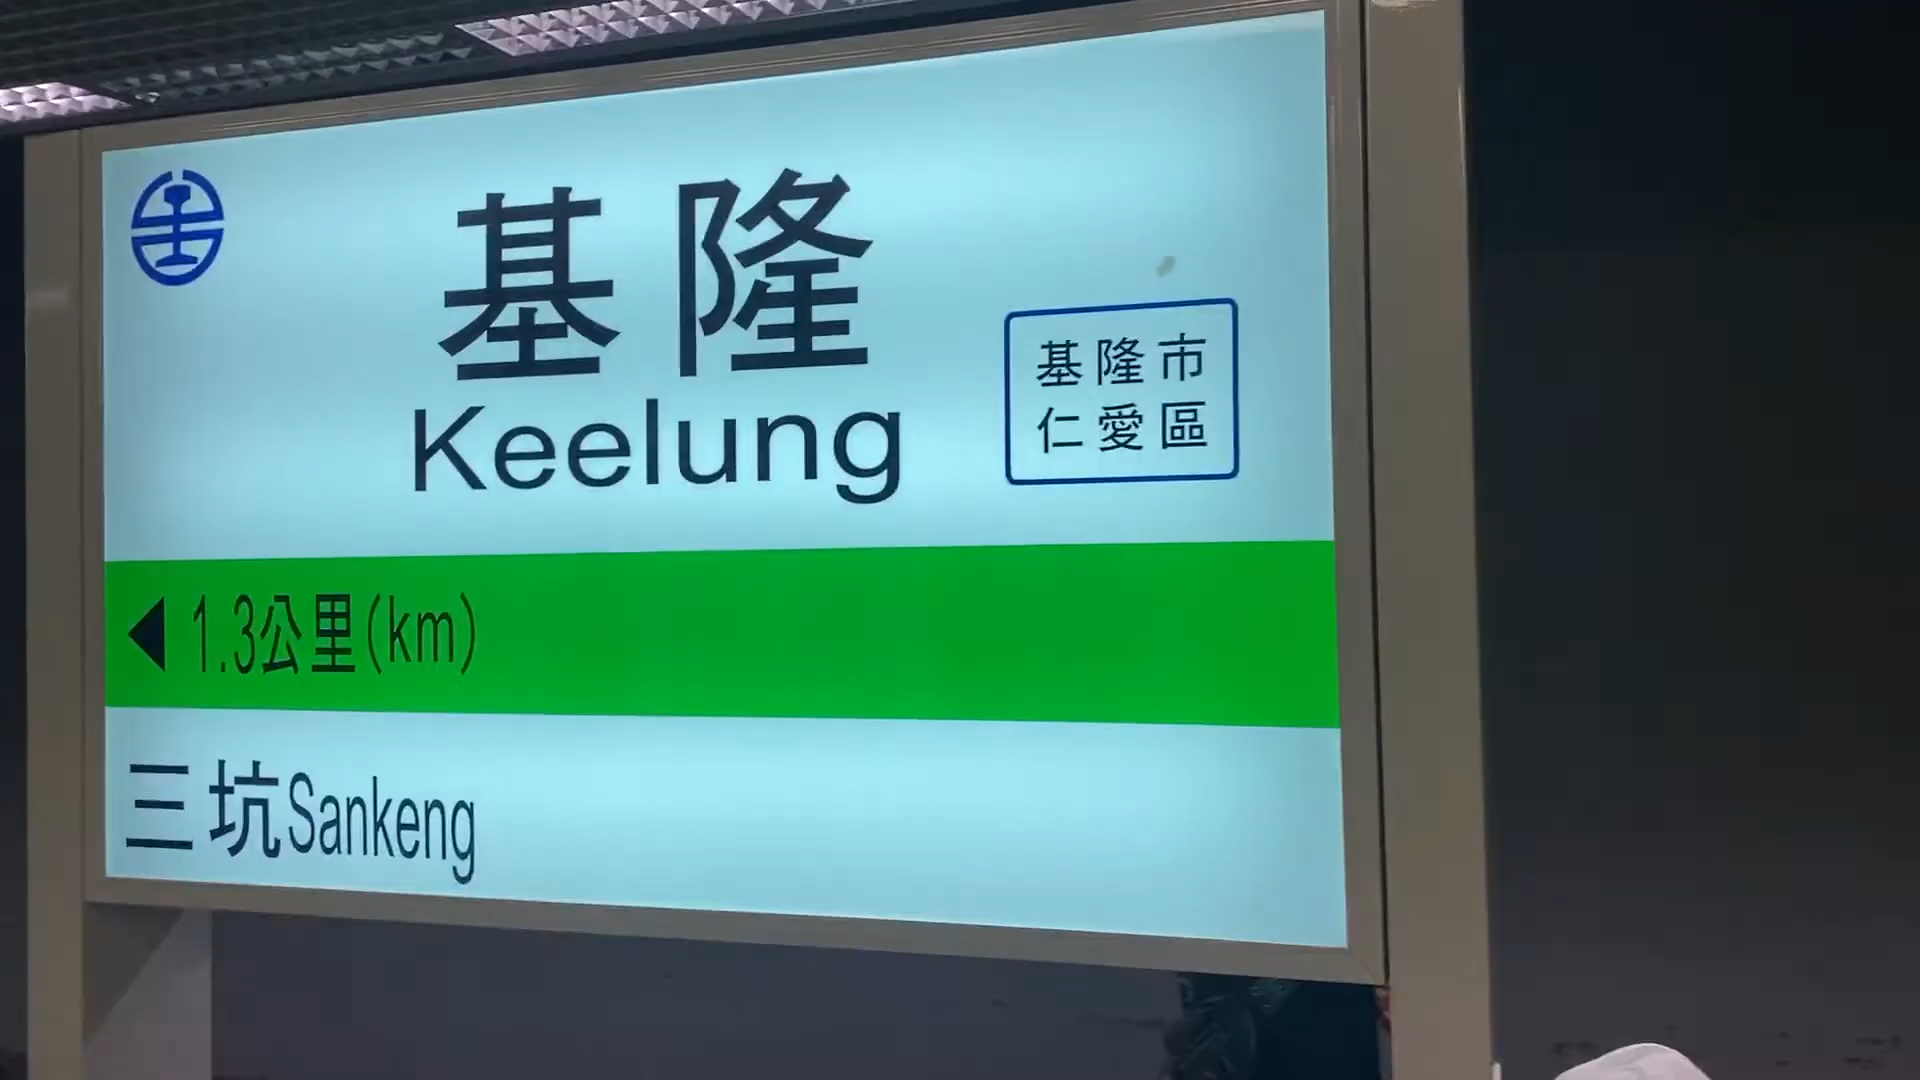 基隆
Keelung
基隆市
仁愛區
◀ 1.3公里(km)
三坑Sankeng